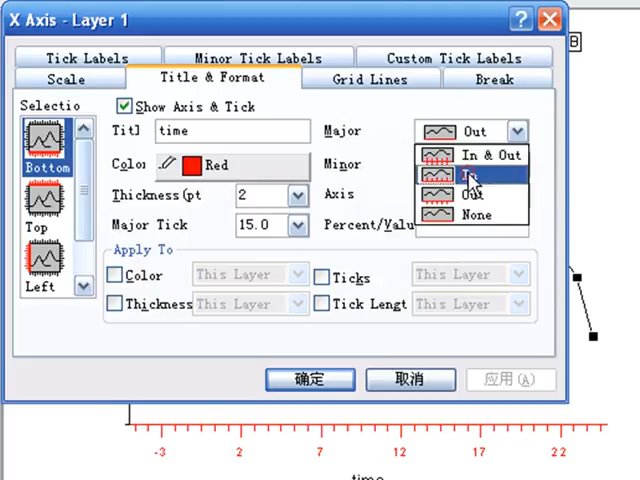 X Axis - Layer 1
Tick Labels
Minor Tick Labels
Custom Tick Labels
Scale
Title & Format
Grid Lines
Break
Selectio
Show Axis & Tick
Titl
time
Major
Out
In & Out
Bottom
Color
Red
Minor
Out
Thickness(pt
2
Axis
None
Top
Major Tick
15.0
Percent/Valu
Apply To
Color
This Layer
Ticks
This Layer
Left
Thickness
This Layer
Tick Lengt
This Layer
确定
取消
应用(A)
B
-3
2
7
12
17
22
time